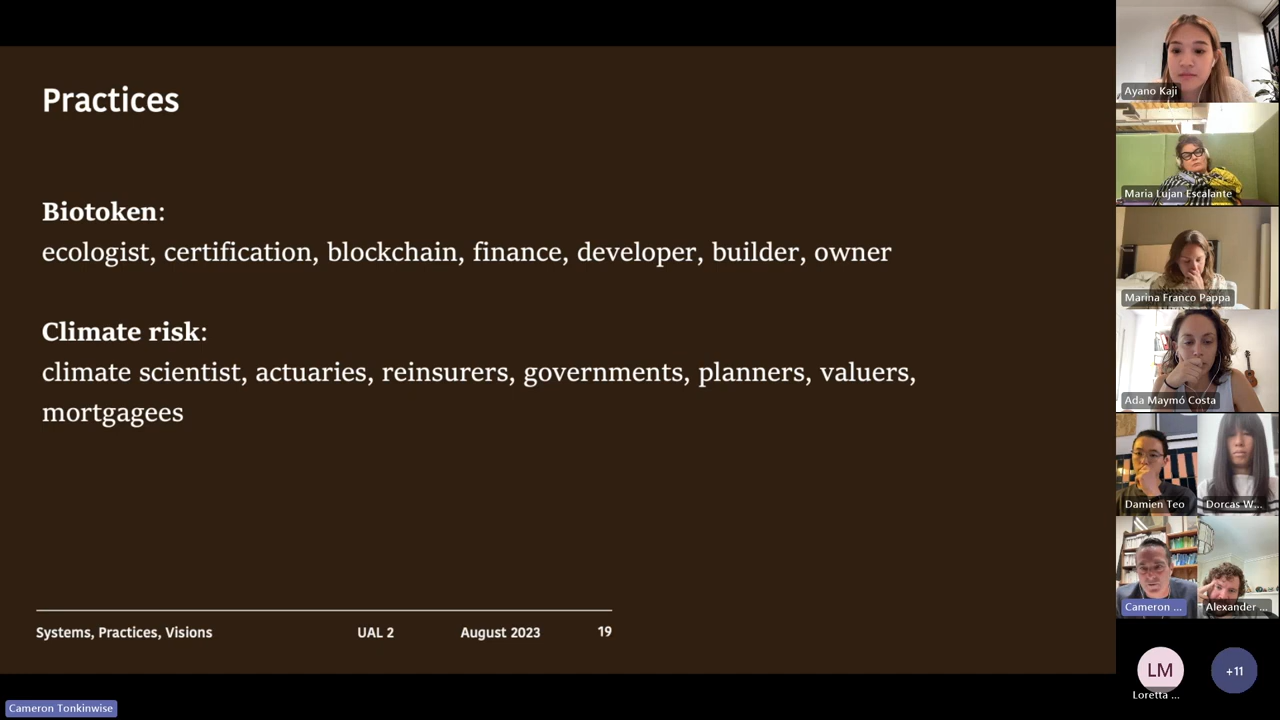 Practices
Biotoken:
ecologist, certification, blockchain, finance, developer, builder, owner
Climate risk:
climate scientist, actuaries, reinsurers, governments, planners, valuers,
mortgagees
Systems, Practices, Visions
UAL 2
August 2023
19
Cameron Tonkinwise
Ayano Kaji
Maria Lujan Escalante
Marina Franco Pappa
Ada Maymó Costa
Damien Teo
Dorcas W...
Cameron ...
Alexander ...
LM
Loretta ...
+11